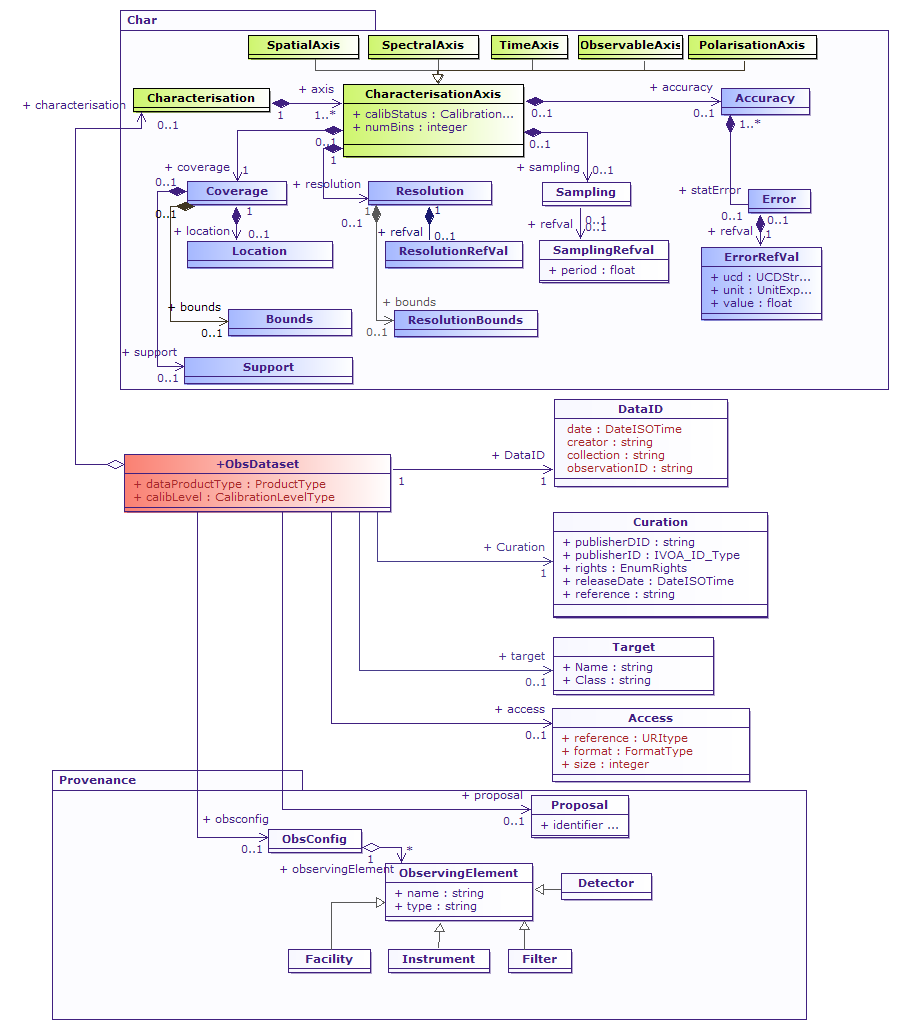 Char
SpatialAxis
SpectralAxis
TimeAxis
ObservableAxis
PolarisationAxis
+ characterisation
0..1
Characterisation
1
+ axis
1..*
CharacterisationAxis
+ calibStatus : Calibration...
+ numBins : integer
0..1
+ accuracy
0..1
Accuracy
1..*
0..1
1
0..1
+ coverage
1
+ resolution
+ sampling
0..1
+ statError
0..1
0..1
0..1
Coverage
Resolution
Sampling
Error
0..1
1
+ location
0..1
1
0..1
+ refval
1
0..1
+ refval
0..1
0..1
+ refval
1
Location
ResolutionRefVal
SamplingRefval
+ period : float
ErrorRefVal
+ ucd : UCDStr...
+ unit : UnitExp...
+ value : float
+ bounds
0..1
Bounds
+ bounds
0..1
ResolutionBounds
+ support
0..1
Support
+ObsDataset
+ dataProductType : ProductType
+ calibLevel : CalibrationLevelType
1
+ DataID
1
DataID
date : DateISOTime
creator : string
collection : string
observationID : string
+ Curation
1
Curation
+ publisherDID : string
+ publisherID : IVOA_ID_Type
+ rights : EnumRights
+ releaseDate : DateISOTime
+ reference : string
+ target
0..1
Target
+ Name : string
+ Class : string
+ access
0..1
Access
+ reference : URItype
+ format : FormatType
+ size : integer
Provenance
+ proposal
0..1
Proposal
+ identifier ...
+ obsconfig
0..1
ObsConfig
1
*
+ observingElement
ObservingElement
+ name : string
+ type : string
Detector
Facility
Instrument
Filter